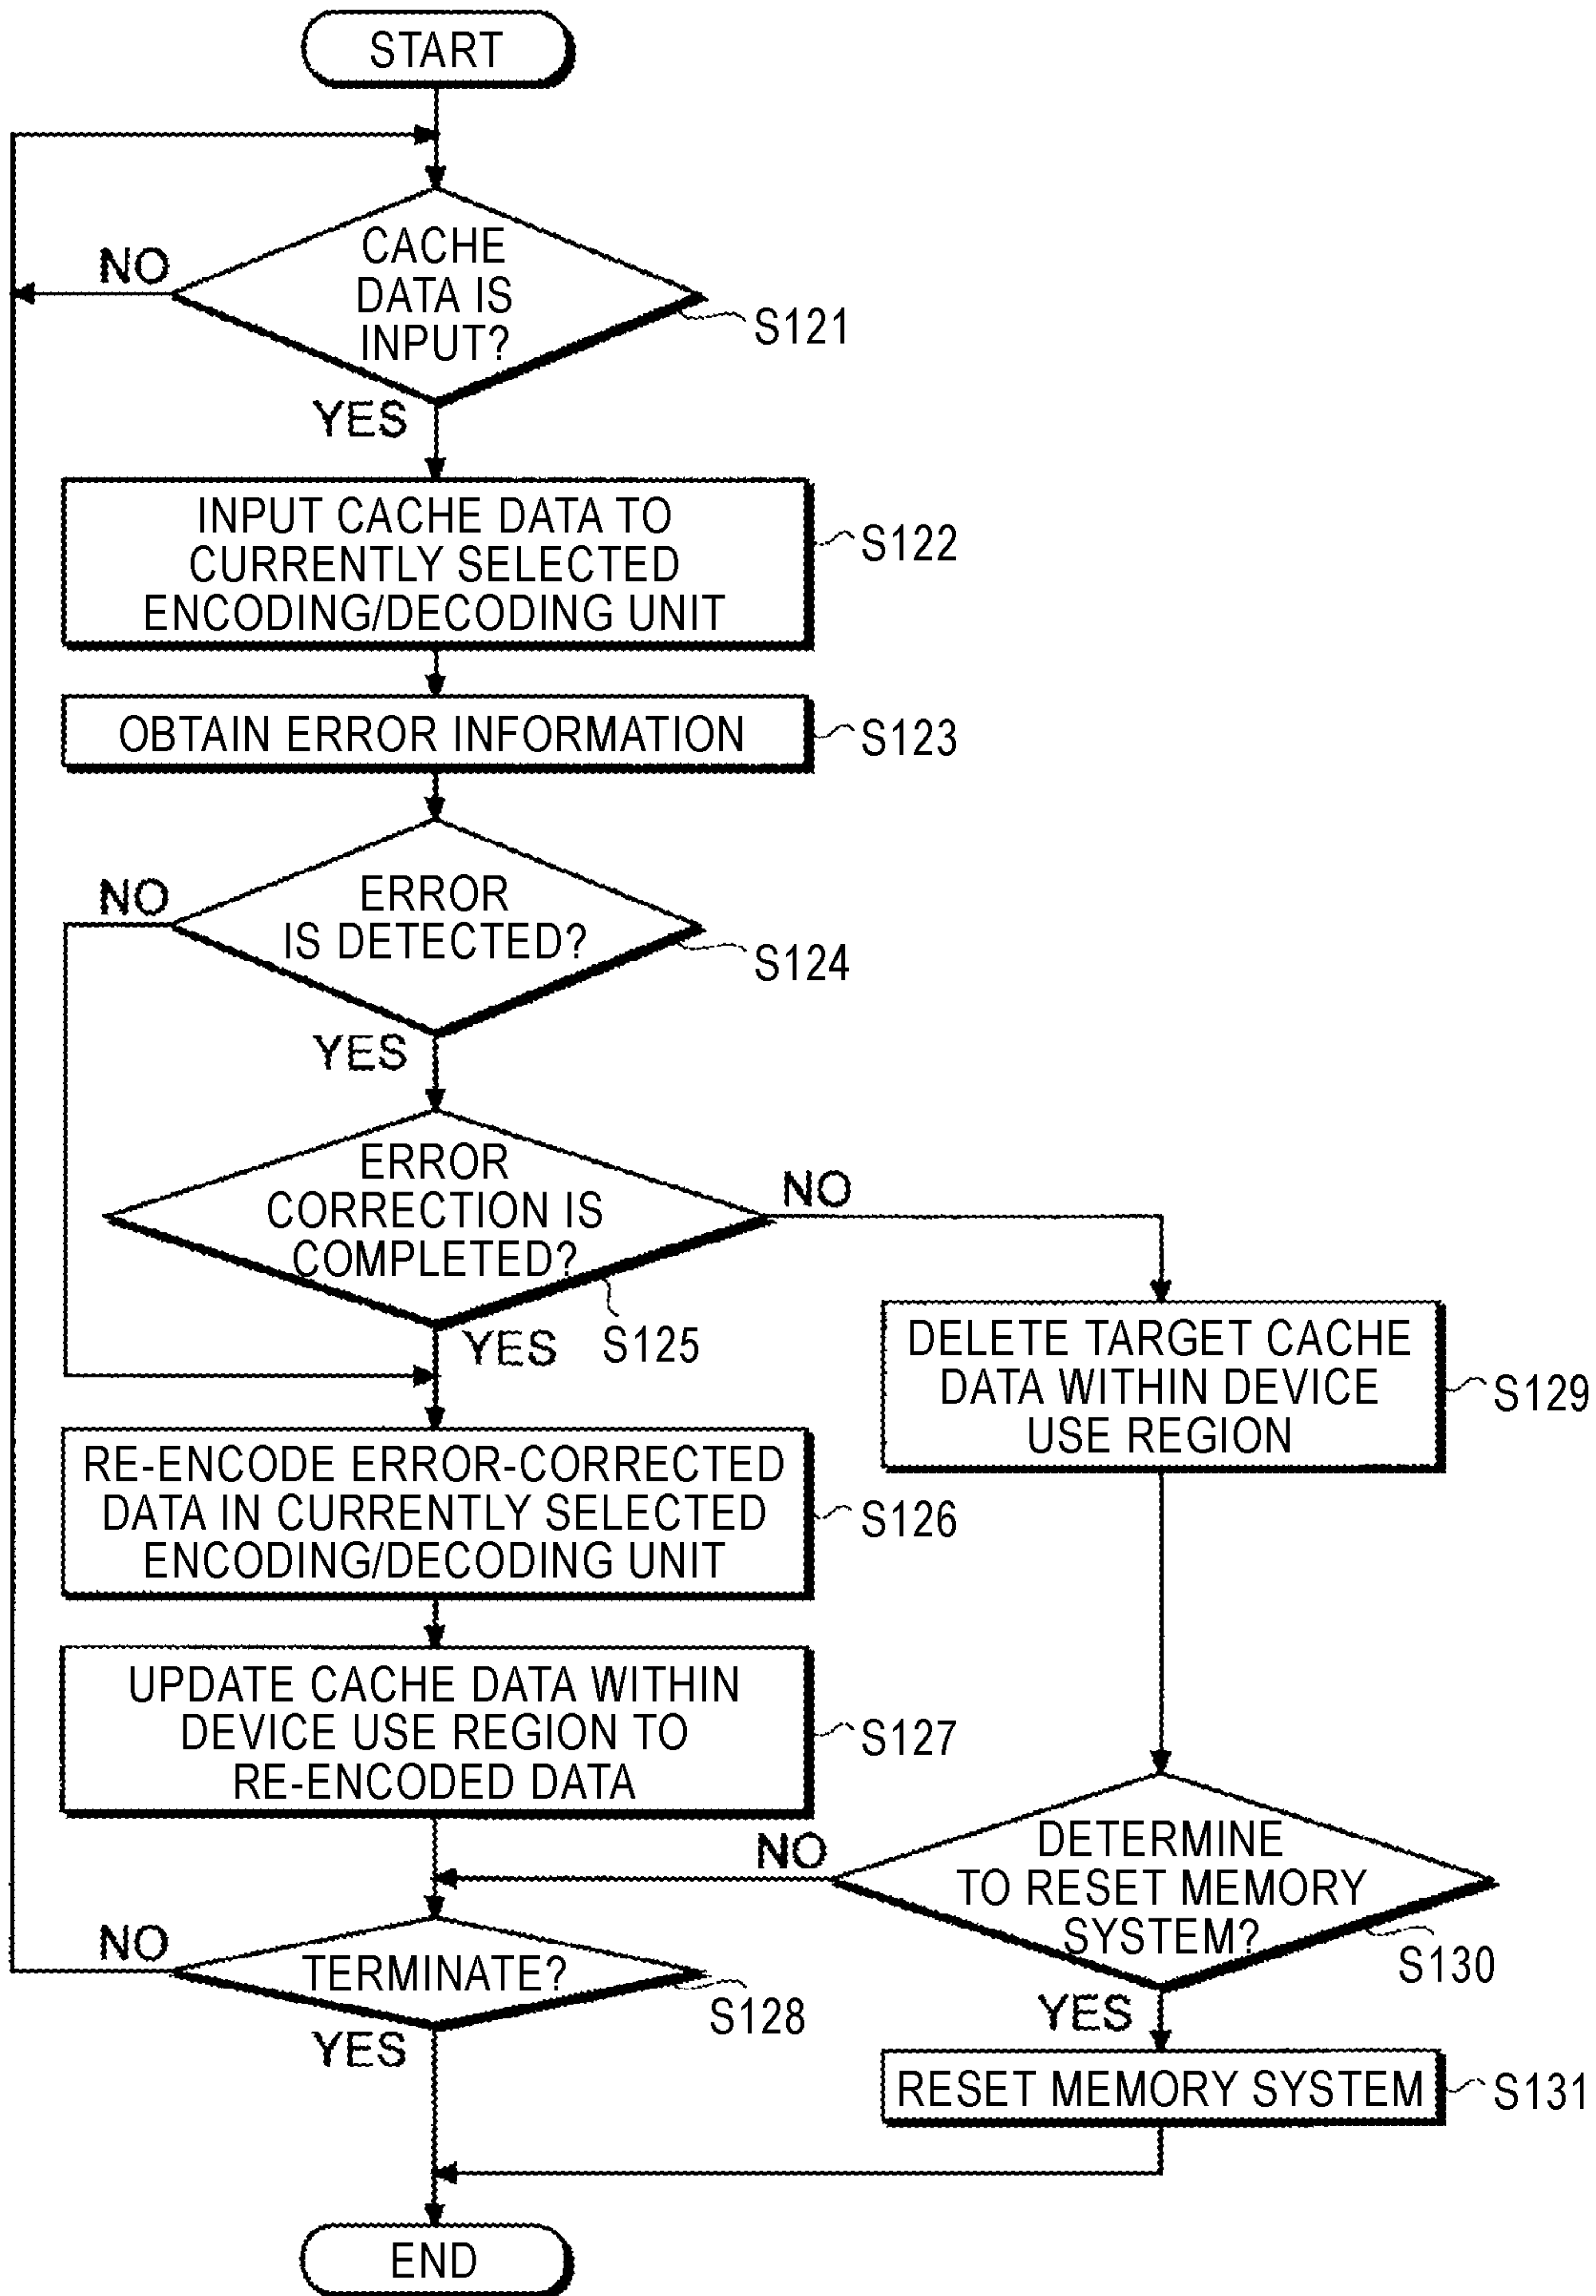 START
CACHE
DATA IS
INPUT?
NO
S121
YES
INPUT CACHE DATA TO
CURRENTLY SELECTED
ENCODING/DECODING UNIT
S122
OBTAIN ERROR INFORMATION
S123
ERROR
IS DETECTED?
NO
S124
YES
ERROR
CORRECTION IS
COMPLETED?
NO
S125
YES
DELETE TARGET CACHE
DATA WITHIN DEVICE
USE REGION
S129
RE-ENCODE ERROR-CORRECTED
DATA IN CURRENTLY SELECTED
ENCODING/DECODING UNIT
S126
UPDATE CACHE DATA WITHIN
DEVICE USE REGION TO
RE-ENCODED DATA
S127
DETERMINE
TO RESET MEMORY
SYSTEM?
NO
S130
YES
TERMINATE?
NO
S128
YES
RESET MEMORY SYSTEM
S131
END